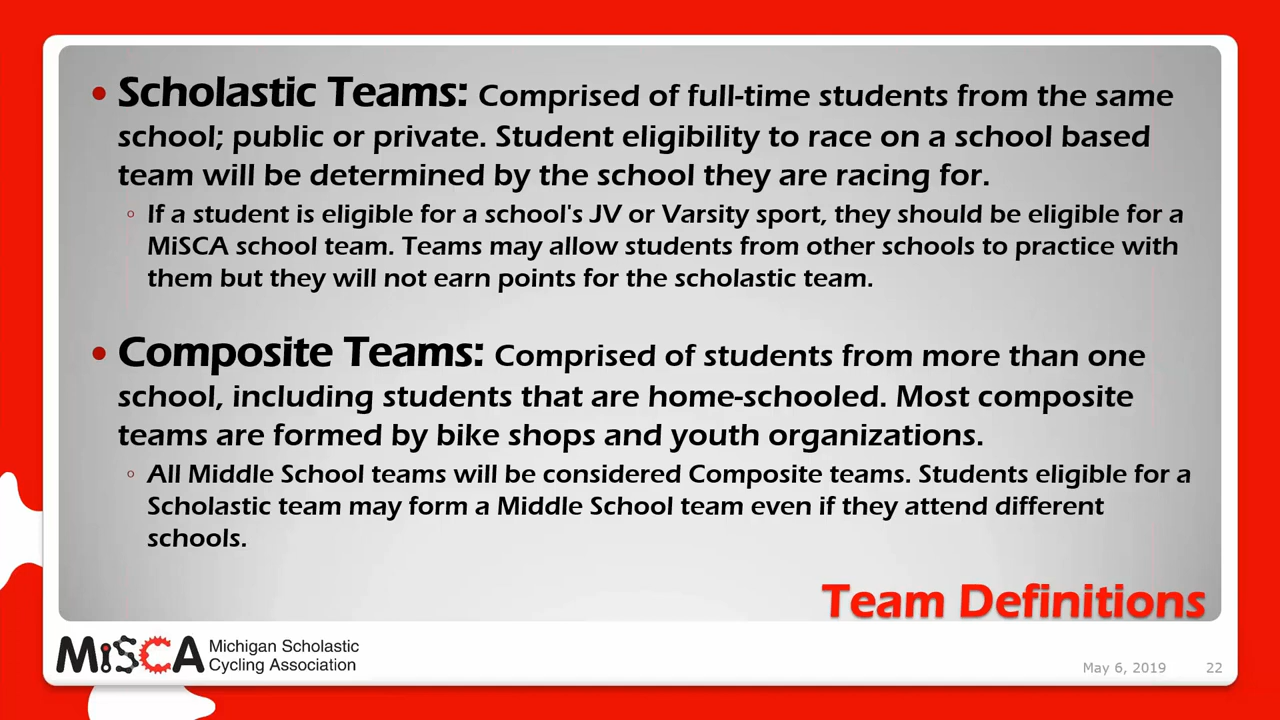 • Scholastic Teams: Comprised of full-time students from the same
school; public or private. Student eligibility to race on a school based
team will be determined by the school they are racing for.
◦ If a student is eligible for a school's JV or Varsity sport, they should be eligible for a
MiSCA school team. Teams may allow students from other schools to practice with
them but they will not earn points for the scholastic team.
• Composite Teams: Comprised of students from more than one
school, including students that are home-schooled. Most composite
teams are formed by bike shops and youth organizations.
◦ All Middle School teams will be considered Composite teams. Students eligible for a
Scholastic team may form a Middle School team even if they attend different
schools.
Team Definitions
MiSCA Michigan Scholastic
Cycling Association
May 6, 2019 22